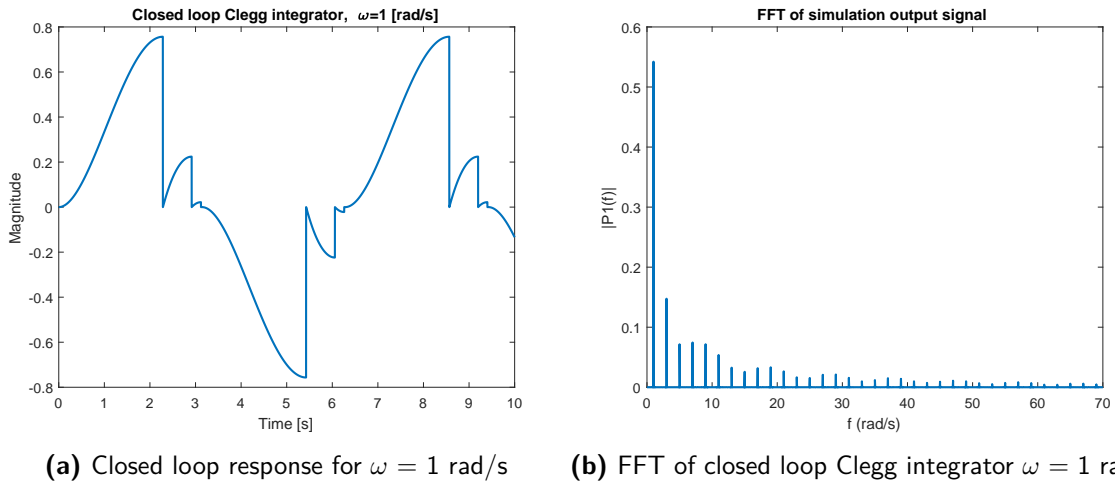 Closed loop Clegg integrator, ω=1 [rad/s]
0.8
0.6
0.4
0.2
0
-0.2
-0.4
-0.6
-0.8
Magnitude
0 1 2 3 4 5 6 7 8 9 10
Time [s]
(a) Closed loop response for ω = 1 rad/s
FFT of simulation output signal
0.6
0.5
0.4
0.3
0.2
0.1
0
|P1(f)|
0 10 20 30 40 50 60 70
f (rad/s)
(b) FFT of closed loop Clegg integrator ω = 1 ra